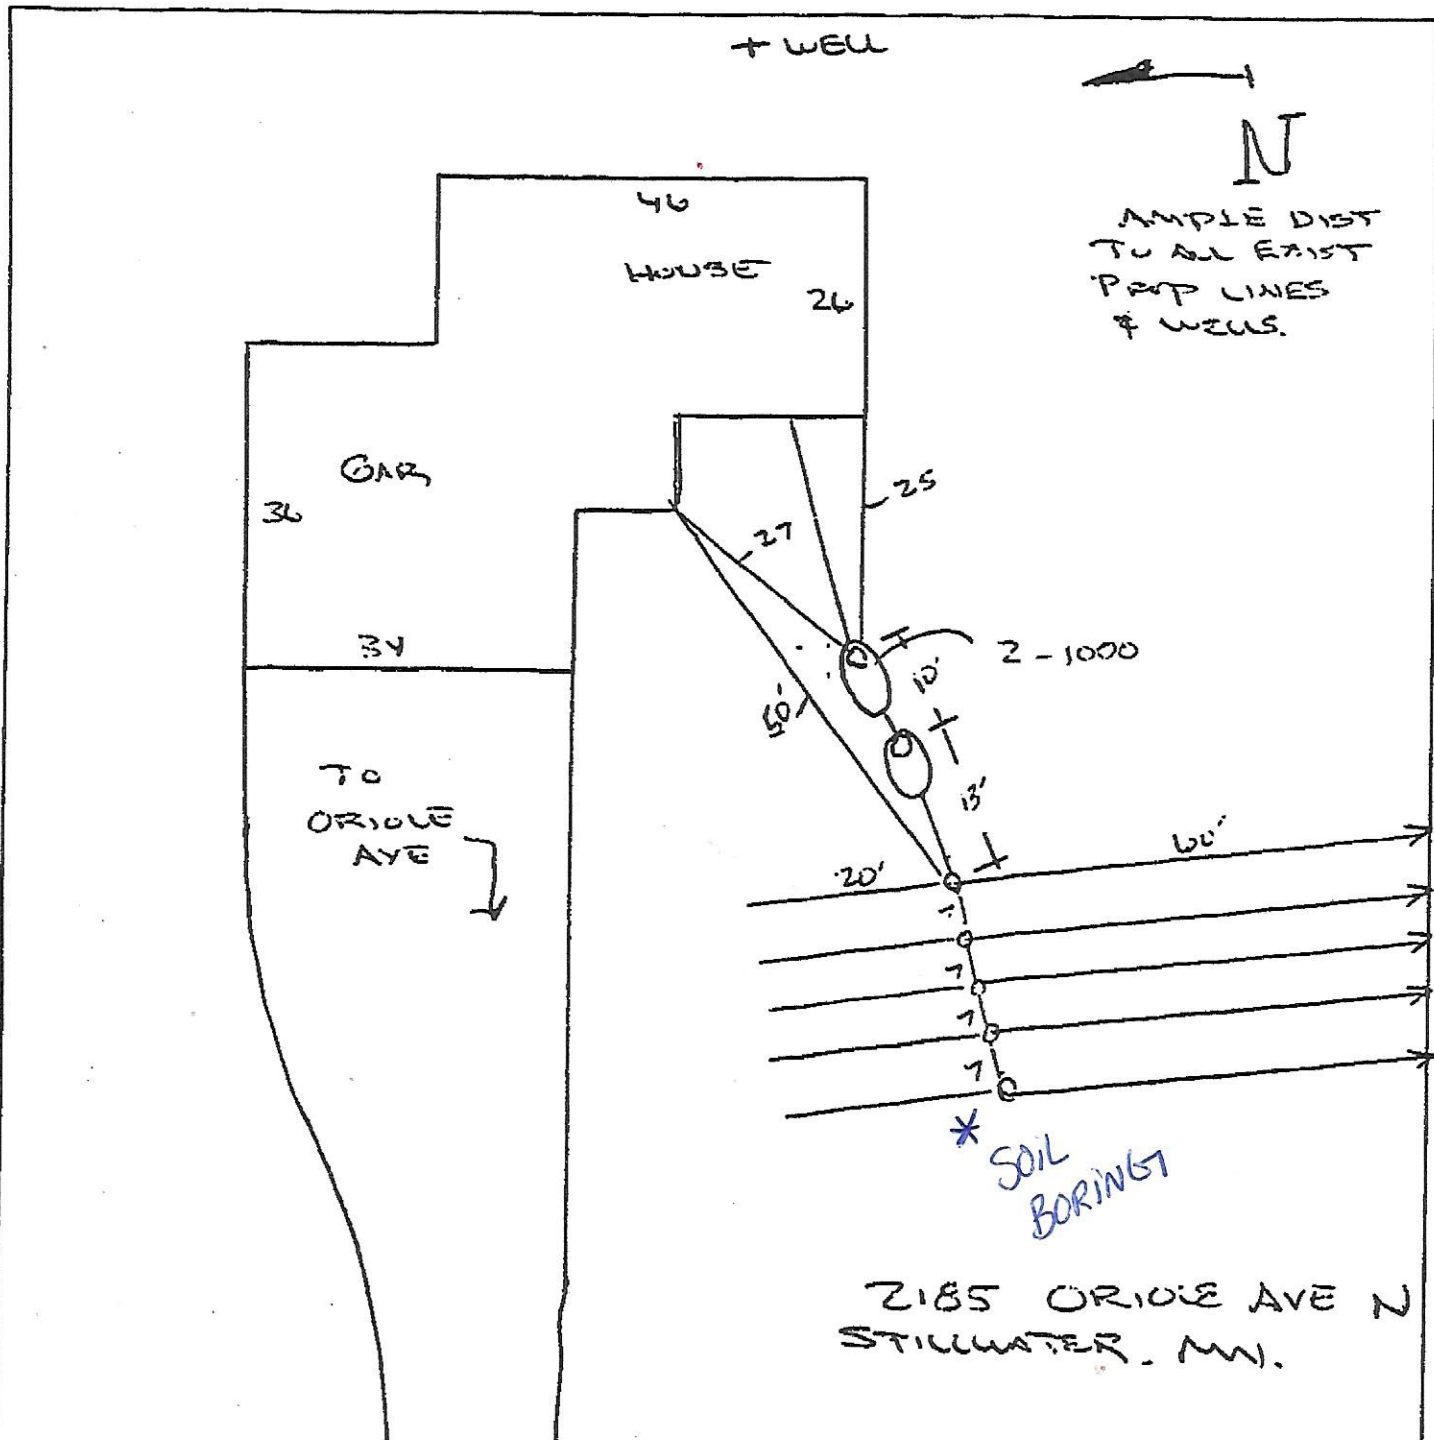 + WELL
N
AMPLE DIST
TO ALL EXIST
PROP LINES
& WELLS.
46
HOUSE
26
GAR
36
34
25
27
2-1000
10'
50'
13'
TO
ORIOLE
AVE
20'
60'
7
7
7
7
* SOIL
BORINGS
2185 ORIOLE AVE N
STILLWATER. MN.